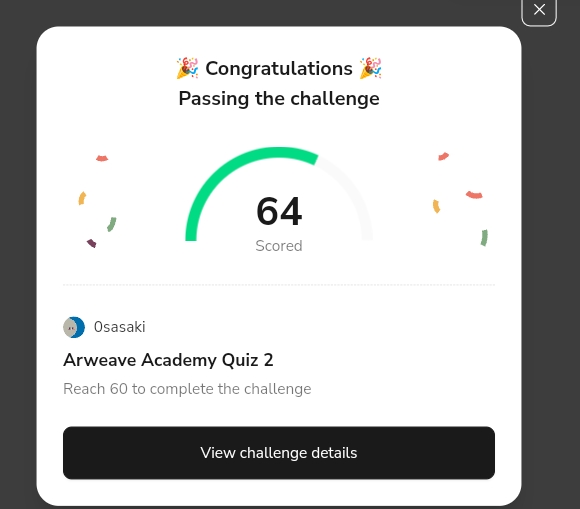 🎉 Congratulations 🎉
Passing the challenge
64
Scored
0sasaki
Arweave Academy Quiz 2
Reach 60 to complete the challenge
View challenge details